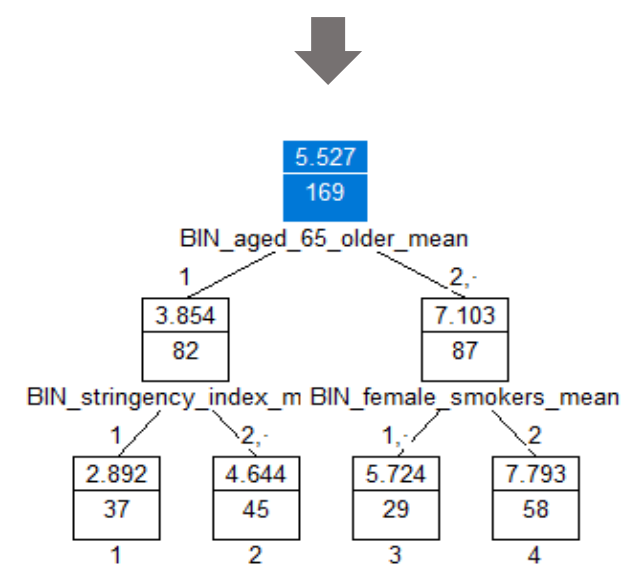 5.527
169
BIN_aged_65_older_mean
1 2,·
3.854 7.103
82 87
BIN_stringency_index_m BIN_female_smokers_mean
1 2,· 1,· 2
2.892 4.644 5.724 7.793
37 45 29 58
1 2 3 4